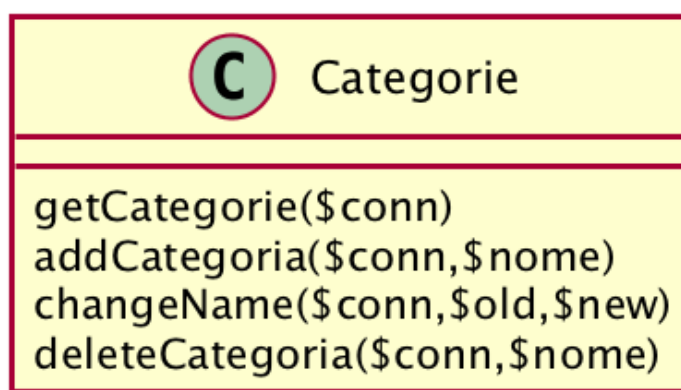 C Categorie
getCategorie($conn)
addCategoria($conn,$nome)
changeName($conn,$old,$new)
deleteCategoria($conn,$nome)